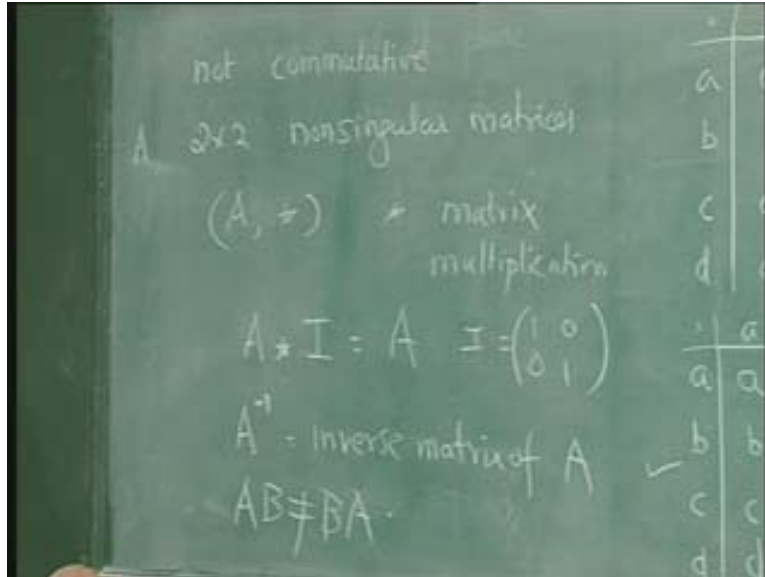 not commutative
A 2x2 nonsingular matrices
(A, *) * matrix
multiplication
A * I = A I = (1 0
0 1)
A⁻¹ = inverse matrix of A ✓
AB ≠ BA.
.
a
b
c
d
. a
a a
b b
c c
d d